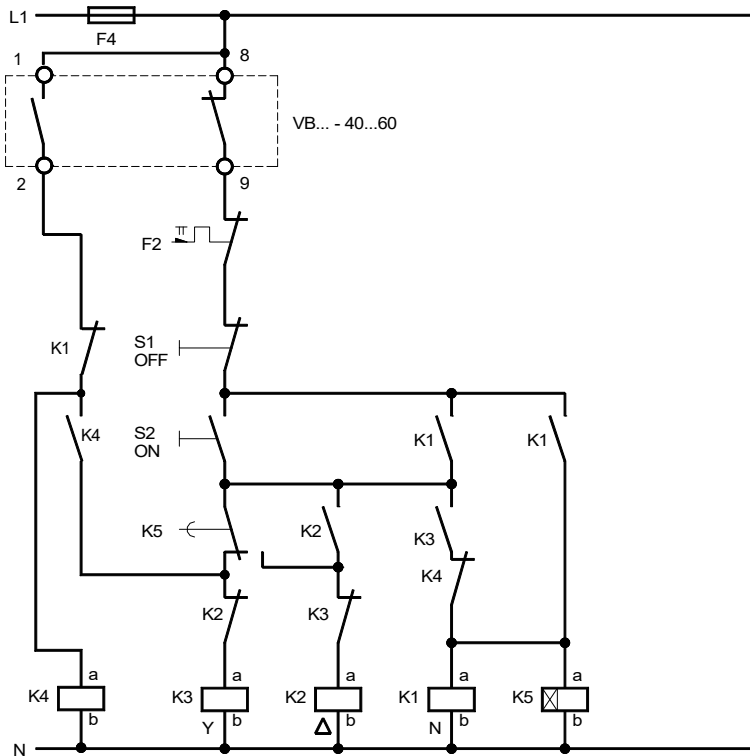 L1
F4
1
8
VB... - 40...60
2
9
F2
K1
S1
OFF
K4
S2
ON
K1
K1
K5
K2
K3
K4
K2
K3
a
a
a
a
a
K4
K3
K2
K1
K5
b
Y
b
Δ
b
N
b
b
N